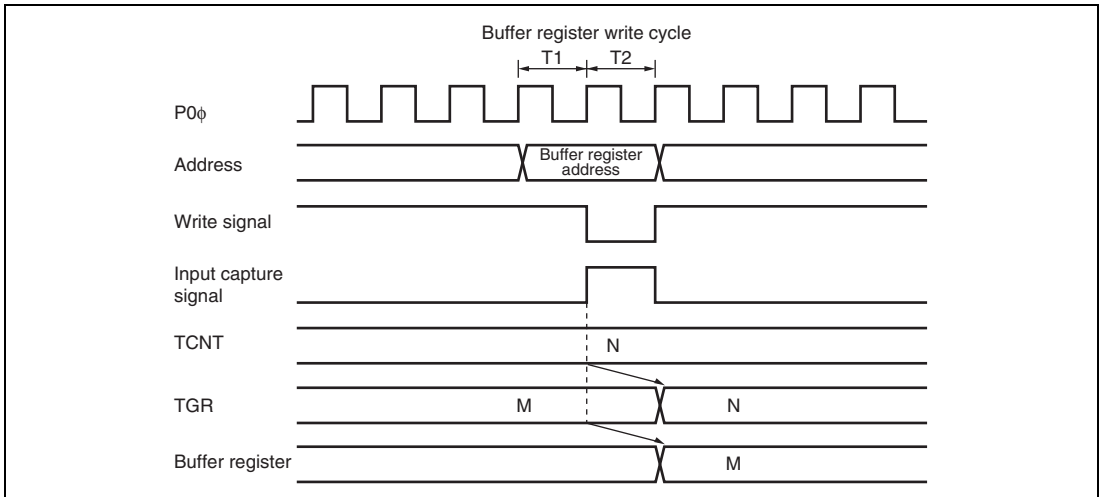 Buffer register write cycle
T1 T2
P0ϕ
Address
Buffer register
address
Write signal
Input capture
signal
TCNT
N
TGR
M N
Buffer register
M